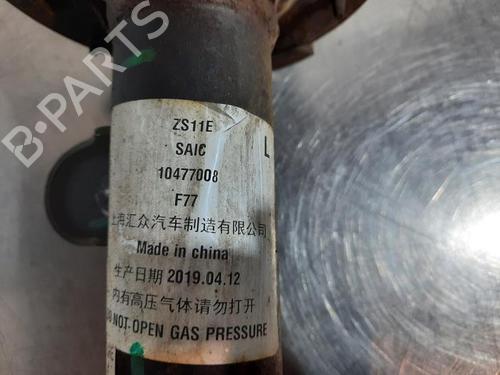 ZS11E
SAIC
L
10477008
F77
上海汇众汽车制造有限公司
Made in china
生产日期 2019.04.12
内有高压气体请勿打开
DO NOT OPEN GAS PRESSURE